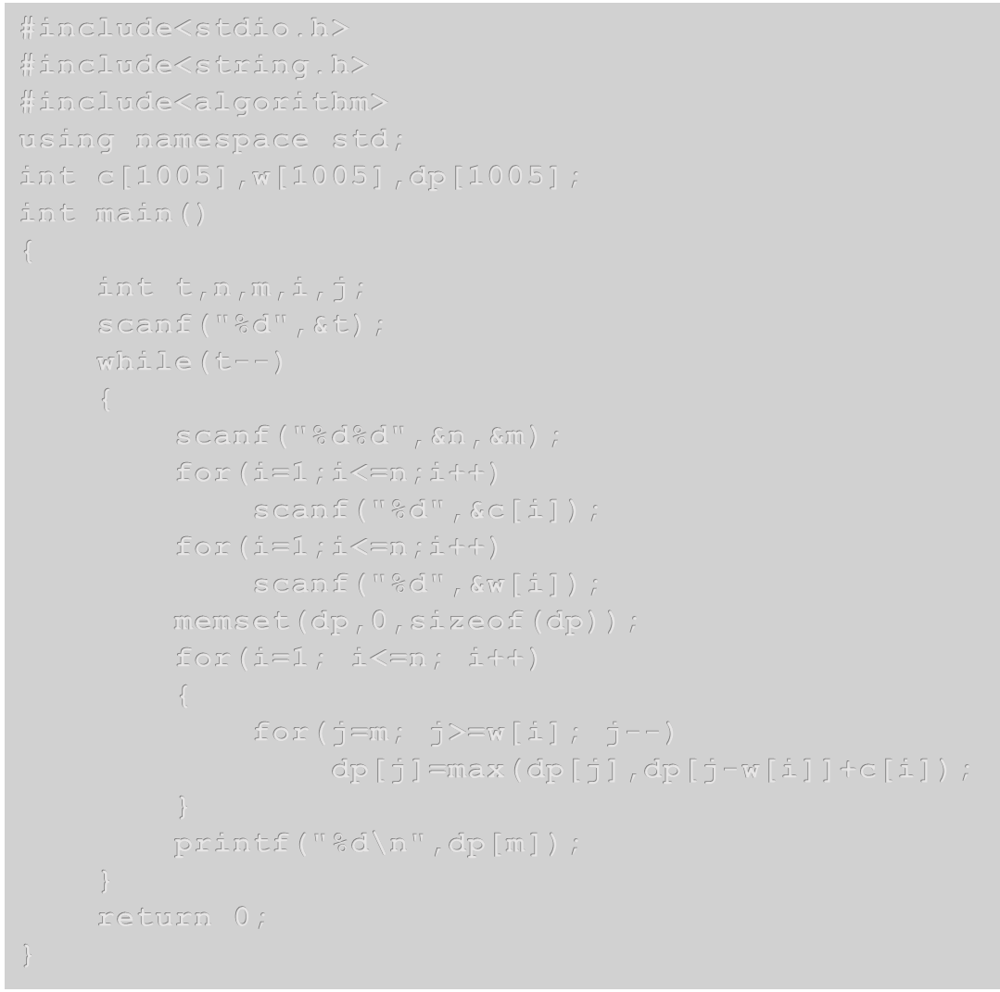 #include<stdio.h>
#include<string.h>
#include<algorithm>
using namespace std;
int c[1005],w[1005],dp[1005];
int main()
{
int t,n,m,i,j;
scanf("%d",&t);
while(t--)
{
scanf("%d%d",&n,&m);
for(i=1;i<=n;i++)
scanf("%d",&c[i]);
for(i=1;i<=n;i++)
scanf("%d",&w[i]);
memset(dp,0,sizeof(dp));
for(i=1; i<=n; i++)
{
for(j=m; j>=w[i]; j--)
dp[j]=max(dp[j],dp[j-w[i]]+c[i]);
}
printf("%d\n",dp[m]);
}
return 0;
}